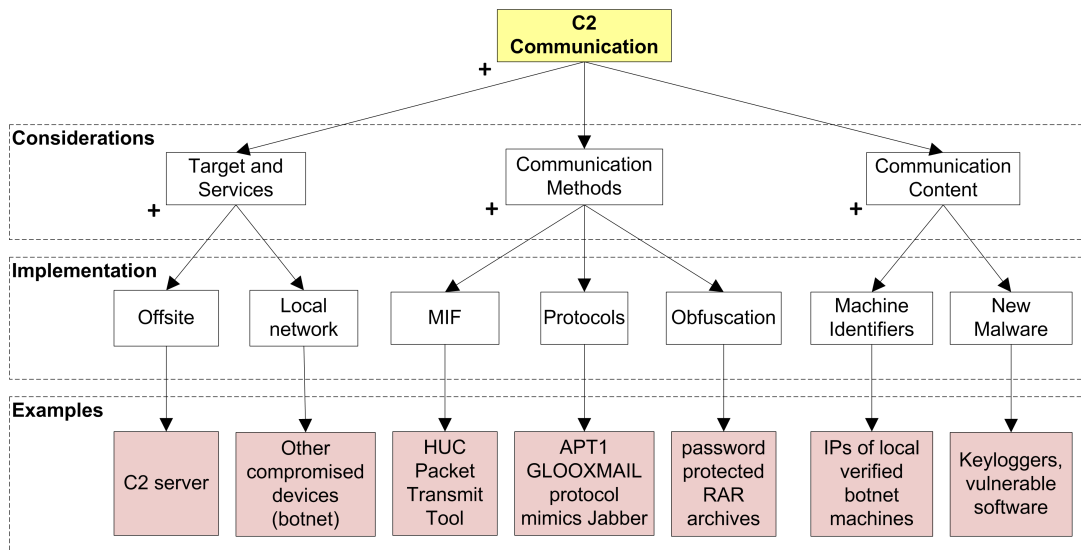 C2
Communication
+
Considerations
Target and
Services
Communication
Methods
Communication
Content
+
+
+
Implementation
Offsite
Local
network
MIF
Protocols
Obfuscation
Machine
Identifiers
New
Malware
Examples
C2 server
Other
compromised
devices
(botnet)
HUC
Packet
Transmit
Tool
APT1
GLOOXMAIL
protocol
mimics Jabber
password
protected
RAR
archives
IPs of local
verified
botnet
machines
Keyloggers,
vulnerable
software